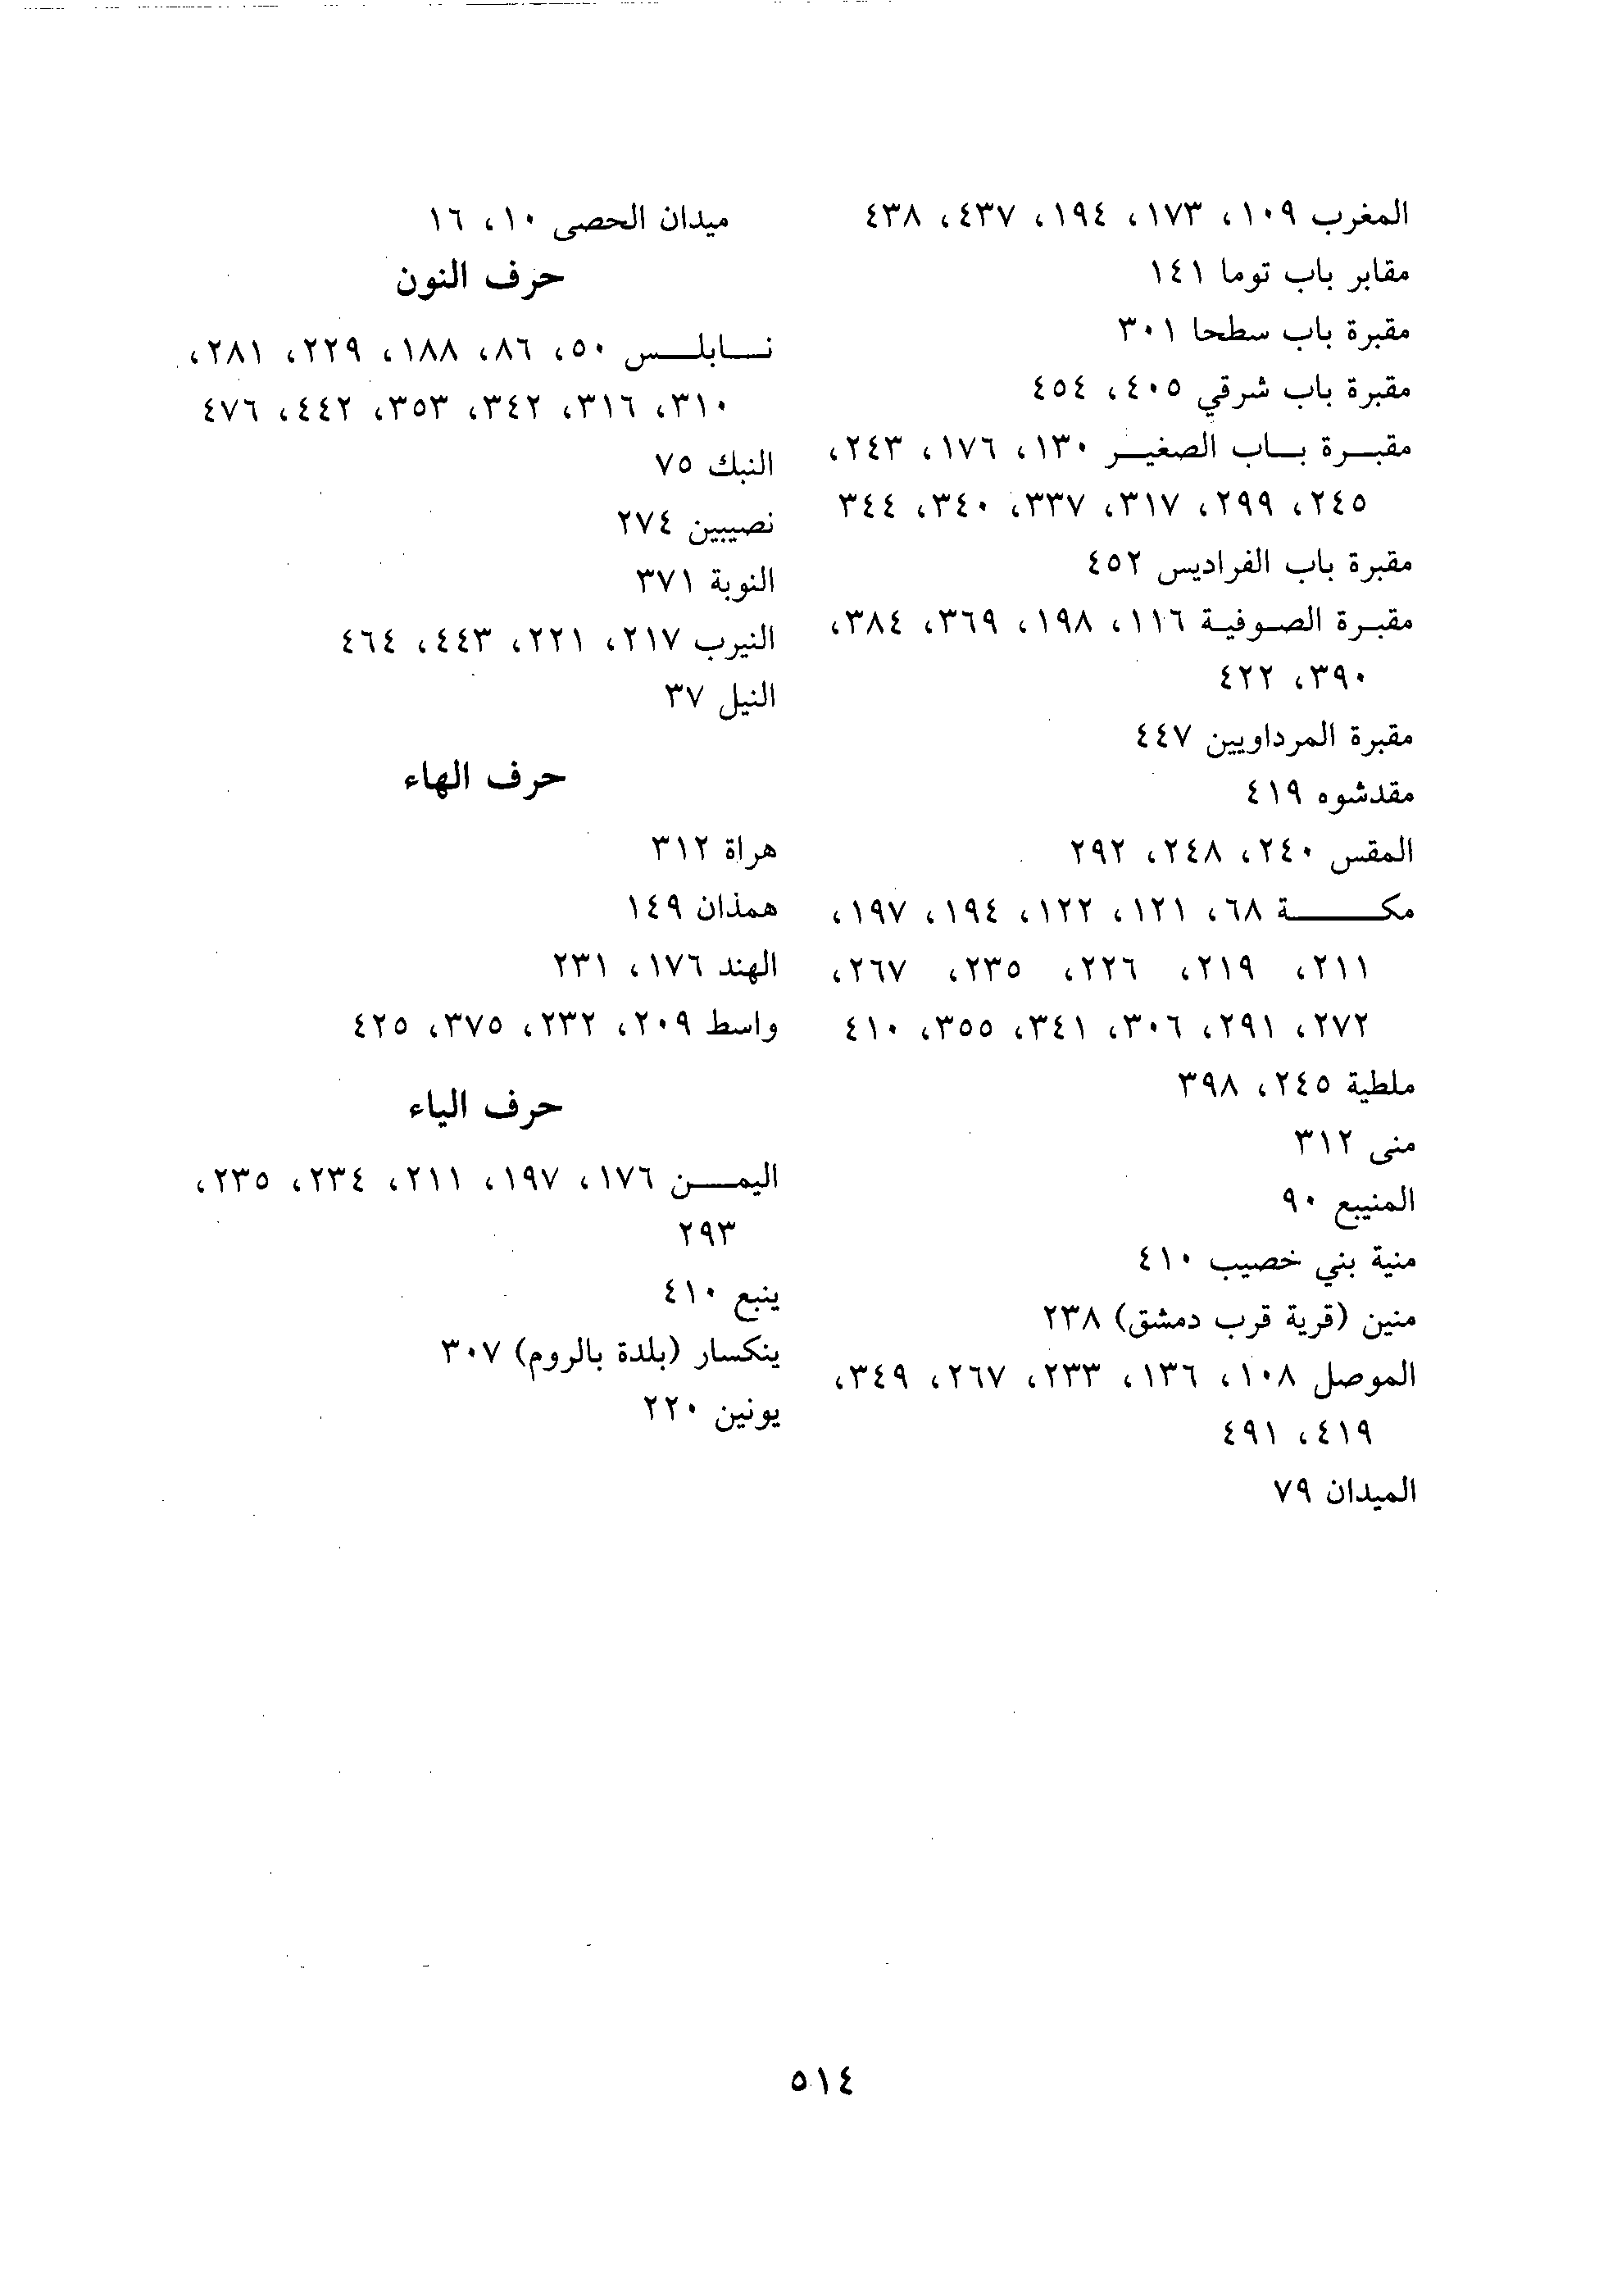 المغرب ١٠٩، ١٧٣، ١٩٤، ٤٣٧، ٤٣٨
مقابر باب توما ١٤١
مقبرة باب سطحا ٣٠١
مقبرة باب شرقي ٤٠٥، ٤٥٤
مقبرة باب الصغير ١٣٠، ١٧٦، ٢٤٣،
٢٤٥، ٢٩٩، ٣١٧، ٣٣٧، ٣٤٠، ٣٤٤
مقبرة باب الفراديس ٤٥٢
مقبرة الصوفية ١١٦، ١٩٨، ٣٦٩، ٣٨٤،
٣٩٠، ٤٢٢
مقبرة المرداويين ٤٤٧
مقدشوه ٤١٩
المقس ٢٤٠، ٢٤٨، ٢٩٢
مكة ٦٨، ١٢١، ١٢٢، ١٩٤، ١٩٧،
٢١١، ٢١٩، ٢٢٦، ٢٣٥، ٢٦٧،
٢٧٢، ٢٩١، ٣٠٦، ٣٤١، ٣٥٥، ٤١٠
ملطية ٢٤٥، ٣٩٨
منى ٣١٢
المنيبع ٩٠
منية بني خصيب ٤١٠
منين (قرية قرب دمشق) ٢٣٨
الموصل ١٠٨، ١٣٦، ٢٣٣، ٢٦٧، ٣٤٩،
٤١٩، ٤٩١
الميدان ٧٩
ميدان الحصى ١٠، ١٦
حرف النون
نابلس ٥٠، ٨٦، ١٨٨، ٢٢٩، ٢٨١،
٣١٠، ٣١٦، ٣٤٢، ٣٥٣، ٤٤٢، ٤٧٦
النبك ٧٥
نصيبين ٢٧٤
النوبة ٣٧١
النيرب ٢١٧، ٢٢١، ٤٤٣، ٤٦٤
النيل ٣٧
حرف الهاء
هراة ٣١٢
همذان ١٤٩
الهند ١٧٦، ٢٣١
واسط ٢٠٩، ٢٣٢، ٣٧٥، ٤٢٥
حرف الياء
اليمن ١٧٦، ١٩٧، ٢١١، ٢٣٤، ٢٣٥،
٢٩٣
ينبع ٤١٠
ينكسار (بلدة بالروم) ٣٠٧
يونين ٢٢٠
٥١٤